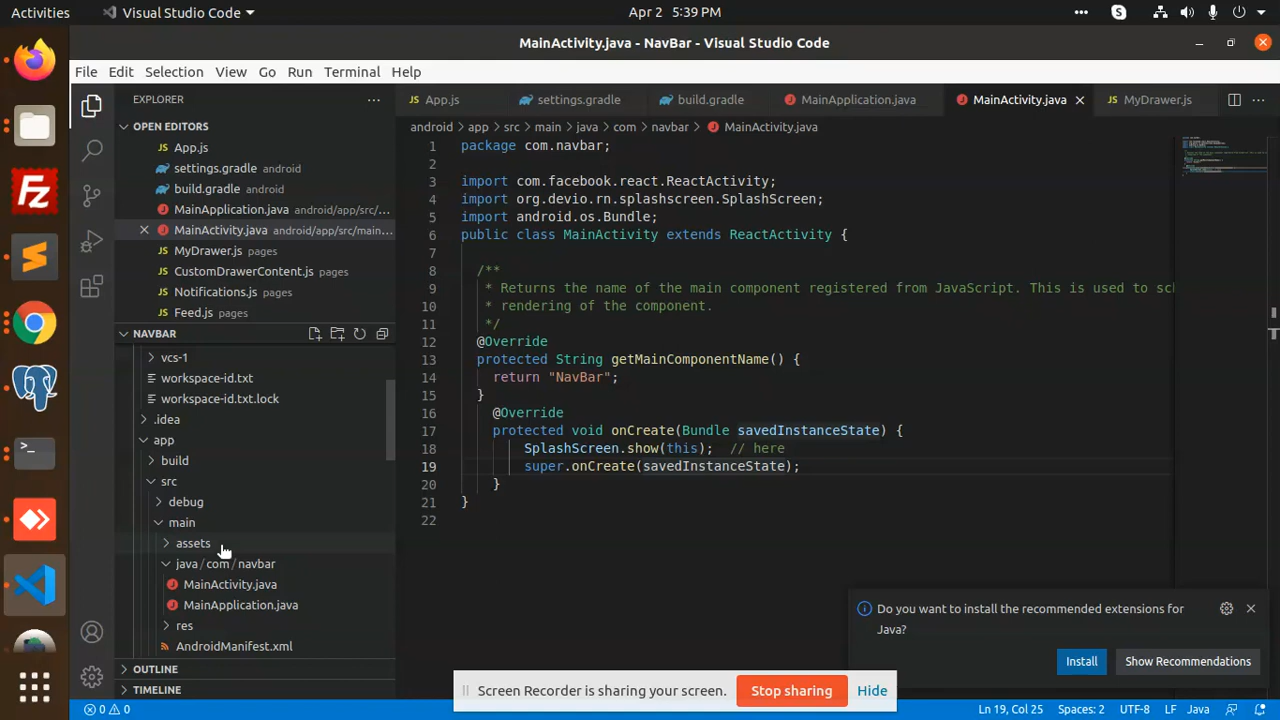 Activities Visual Studio Code Apr 2 5:39 PM
MainActivity.java - NavBar - Visual Studio Code
File Edit Selection View Go Run Terminal Help
EXPLORER
OPEN EDITORS
App.js
settings.gradle android
build.gradle android
MainApplication.java android/app/src/...
MainActivity.java android/app/src/main...
MyDrawer.js pages
CustomDrawerContent.js pages
Notifications.js pages
Feed.js pages
NAVBAR
vcs-1
workspace-id.txt
workspace-id.txt.lock
.idea
app
build
src
debug
main
assets
java / com / navbar
MainActivity.java
MainApplication.java
res
AndroidManifest.xml
OUTLINE
TIMELINE
App.js settings.gradle build.gradle MainApplication.java MainActivity.java MyDrawer.js
android > app > src > main > java > com > navbar > MainActivity.java
1 package com.navbar;
2
3 import com.facebook.react.ReactActivity;
4 import org.devio.rn.splashscreen.SplashScreen;
5 import android.os.Bundle;
6 public class MainActivity extends ReactActivity {
7
8 /**
9 * Returns the name of the main component registered from JavaScript. This is used to sch
10 * rendering of the component.
11 */
12 @Override
13 protected String getMainComponentName() {
14 return "NavBar";
15 }
16 @Override
17 protected void onCreate(Bundle savedInstanceState) {
18 SplashScreen.show(this); // here
19 super.onCreate(savedInstanceState);
20 }
21 }
22
Do you want to install the recommended extensions for
Java?
Install Show Recommendations
Screen Recorder is sharing your screen. Stop sharing Hide
0 0 Ln 19, Col 25 Spaces: 2 UTF-8 LF Java